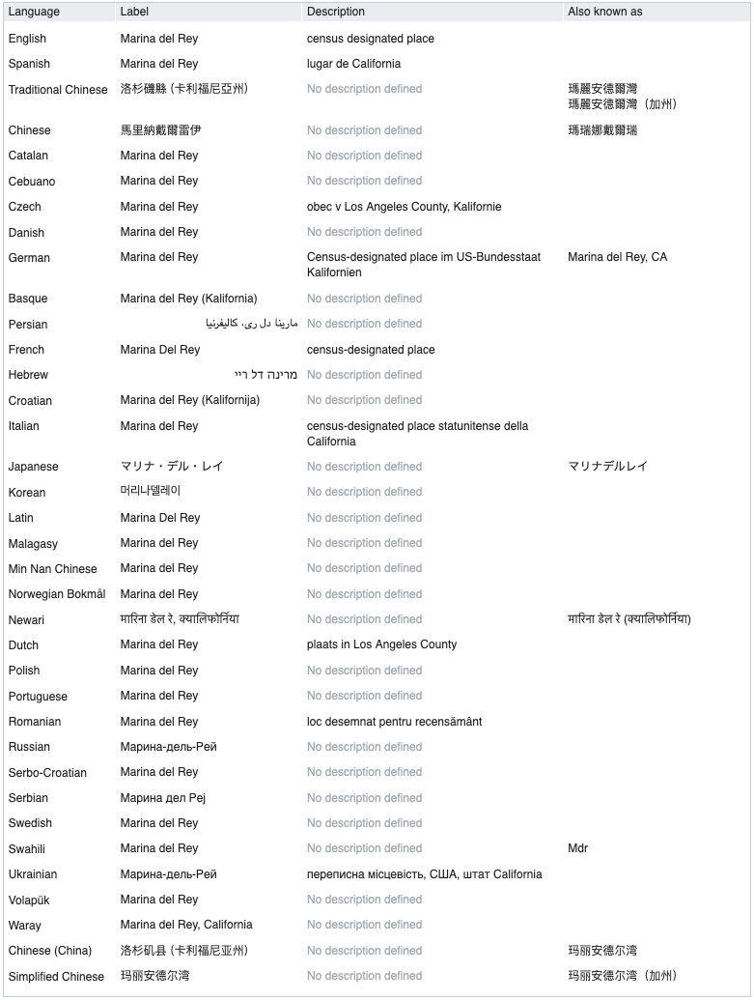 Language Label Description Also known as
English Marina del Rey census designated place
Spanish Marina del Rey lugar de California
Traditional Chinese 洛杉磯縣 (卡利福尼亞州) No description defined 瑪麗安德爾灣
瑪麗安德爾灣（加州）
Chinese 馬里納戴爾雷伊 No description defined 瑪瑞娜戴爾瑞
Catalan Marina del Rey No description defined
Cebuano Marina del Rey No description defined
Czech Marina del Rey obec v Los Angeles County, Kalifornie
Danish Marina del Rey No description defined
German Marina del Rey Census-designated place im US-Bundesstaat Marina del Rey, CA
Kalifornien
Basque Marina del Rey (Kalifornia) No description defined
Persian مارینا دل ری، کالیفرنیا No description defined
French Marina Del Rey census-designated place
Hebrew מרינה דל ריי No description defined
Croatian Marina del Rey (Kalifornija) No description defined
Italian Marina del Rey census-designated place statunitense della
California
Japanese マリナ・デル・レイ No description defined マリナデルレイ
Korean 머리나델레이 No description defined
Latin Marina Del Rey No description defined
Malagasy Marina del Rey No description defined
Min Nan Chinese Marina del Rey No description defined
Norwegian Bokmål Marina del Rey No description defined
Newari मारिना डेल रे, क्यालिफोर्निया No description defined मारिना डेल रे (क्यालिफोर्निया)
Dutch Marina del Rey plaats in Los Angeles County
Polish Marina del Rey No description defined
Portuguese Marina del Rey No description defined
Romanian Marina del Rey loc desemnat pentru recensământ
Russian Марина-дель-Рей No description defined
Serbo-Croatian Marina del Rey No description defined
Serbian Марина дел Реј No description defined
Swedish Marina del Rey No description defined
Swahili Marina del Rey No description defined Mdr
Ukrainian Марина-дель-Рей переписна місцевість, США, штат California
Volapük Marina del Rey No description defined
Waray Marina del Rey, California No description defined
Chinese (China) 洛杉矶县 (卡利福尼亚州) No description defined 玛丽安德尔湾
Simplified Chinese 玛丽安德尔湾 No description defined 玛丽安德尔湾（加州）